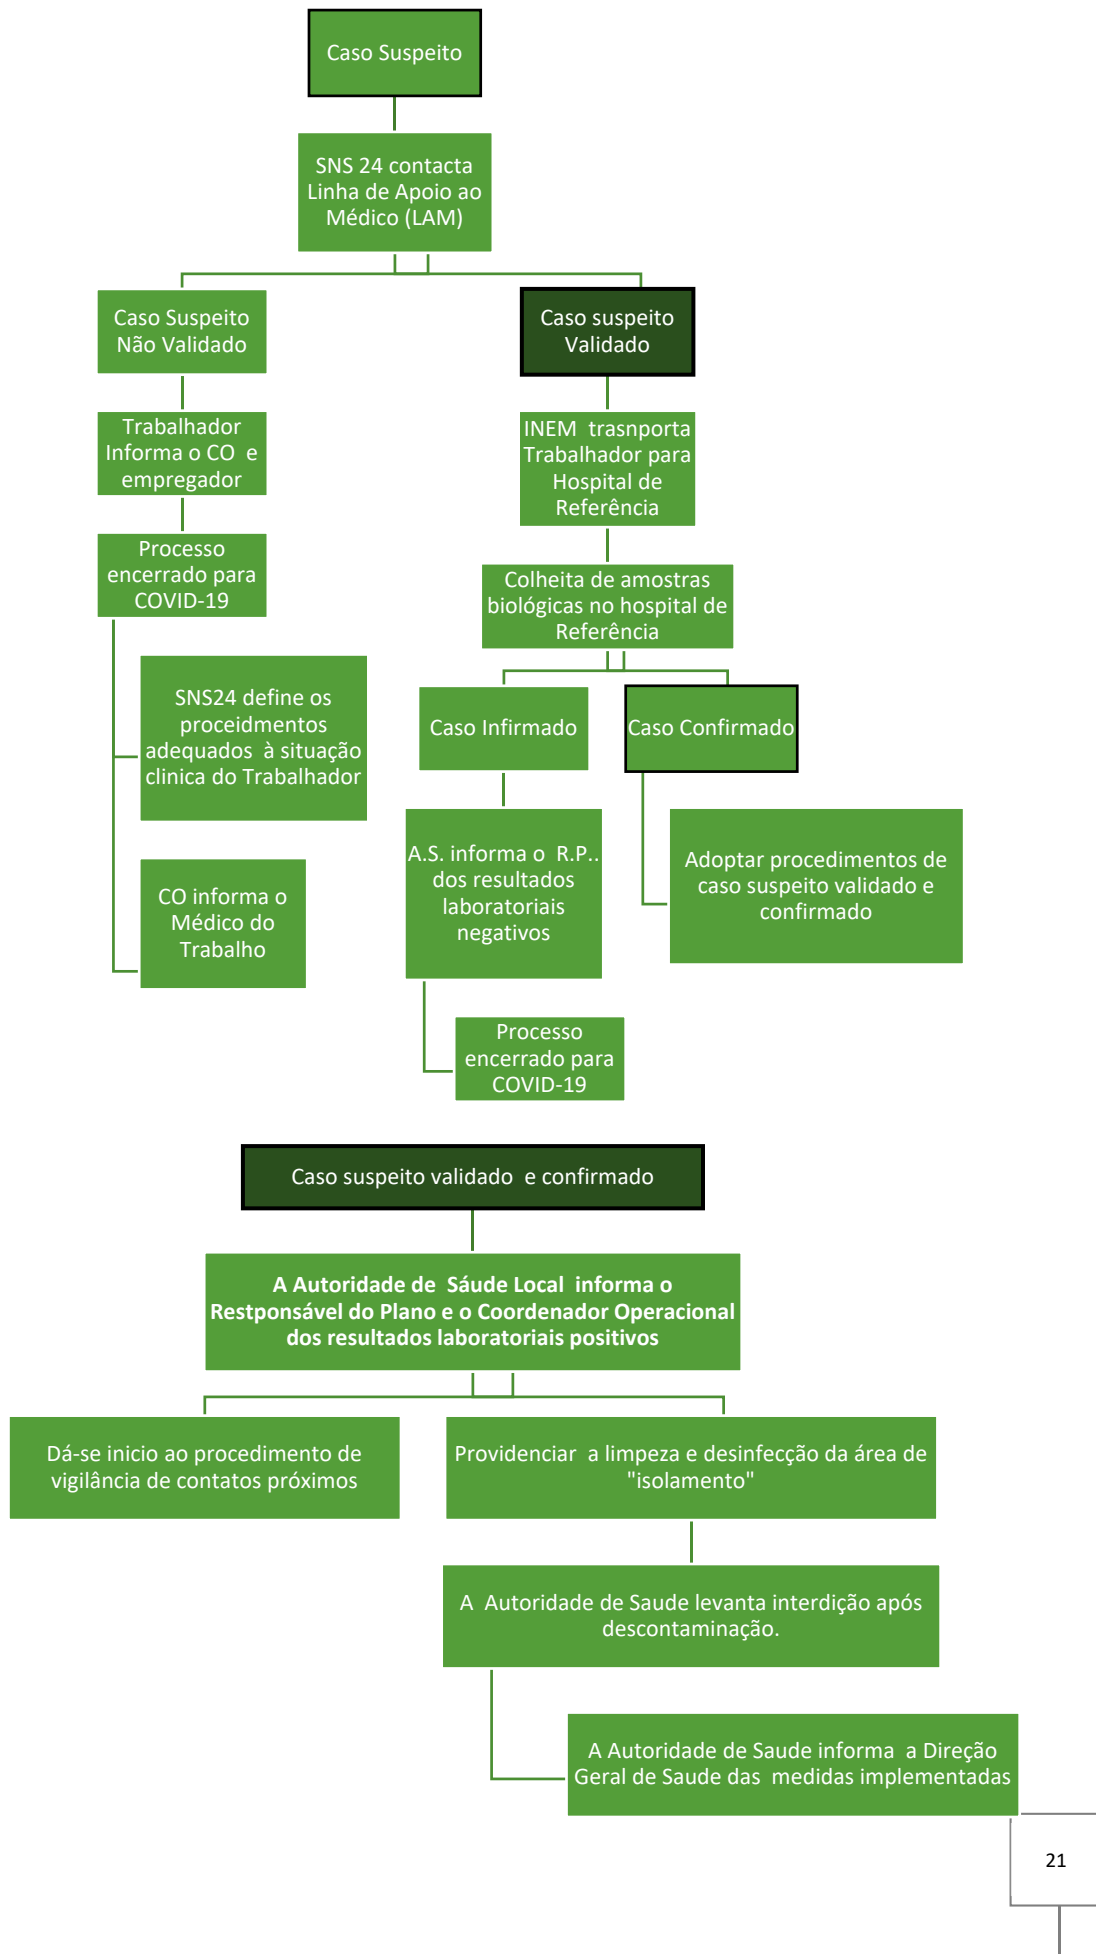 Caso Suspeito
SNS 24 contacta
Linha de Apoio ao
Médico (LAM)
Caso Suspeito
Não Validado
Caso suspeito
Validado
Trabalhador
Informa o CO e
empregador
INEM trasnporta
Trabalhador para
Hospital de
Referência
Processo
encerrado para
COVID-19
Colheita de amostras
biológicas no hospital de
Referência
SNS24 define os
proceidmentos
adequados à situação
clinica do Trabalhador
Caso Infirmado
Caso Confirmado
CO informa o
Médico do
Trabalho
A.S. informa o R.P..
dos resultados
laboratoriais
negativos
Adoptar procedimentos de
caso suspeito validado e
confirmado
Processo
encerrado para
COVID-19
Caso suspeito validado e confirmado
A Autoridade de Sáude Local informa o
Restponsável do Plano e o Coordenador Operacional
dos resultados laboratoriais positivos
Dá-se inicio ao procedimento de
vigilância de contatos próximos
Providenciar a limpeza e desinfecção da área de
"isolamento"
A Autoridade de Saude levanta interdição após
descontaminação.
A Autoridade de Saude informa a Direção
Geral de Saude das medidas implementadas
21